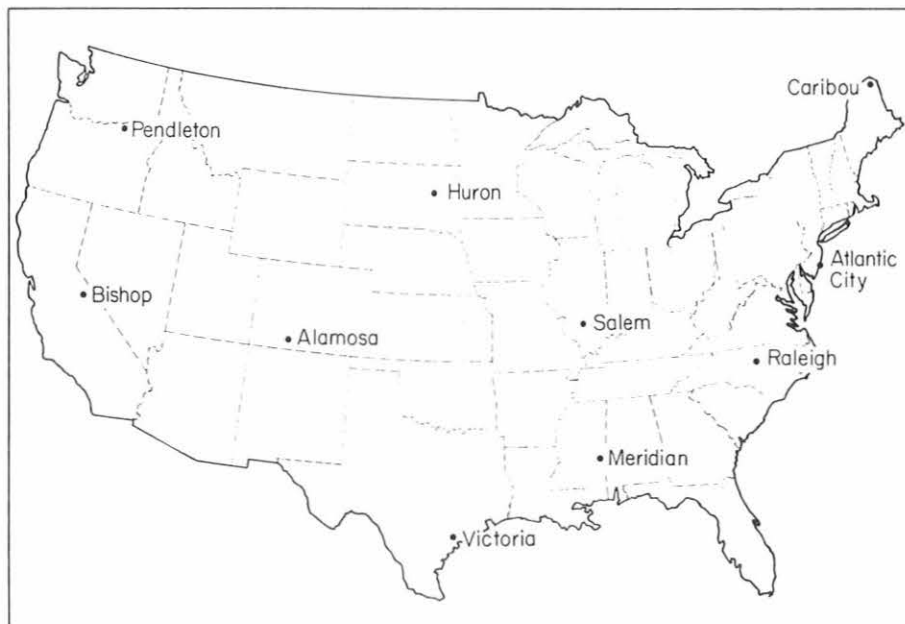 Caribou
Pendleton
Huron
Atlantic
City
Bishop
Salem
Alamosa
Raleigh
Meridian
Victoria